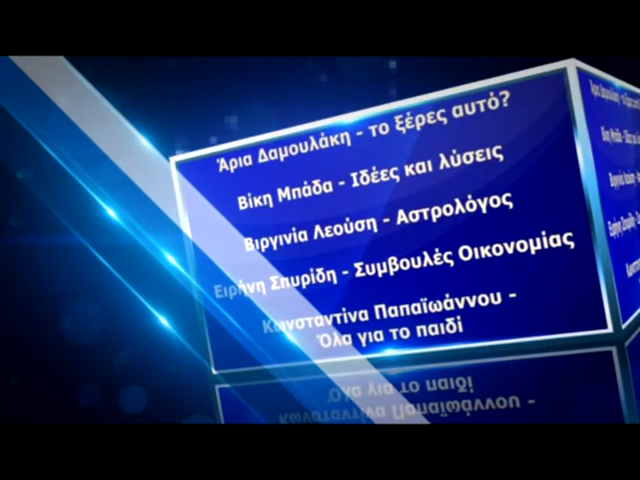 Άρια Δαμουλάκη - το ξέρες αυτό?
Βίκη Μπάδα - Ιδέες και λύσεις
Βιργινία Λεούση - Αστρολόγος
Ειρήνη Σπυρίδη - Συμβουλές Οικονομίας
Κωνσταντίνα Παπαϊωάννου -
Όλα για το παιδί